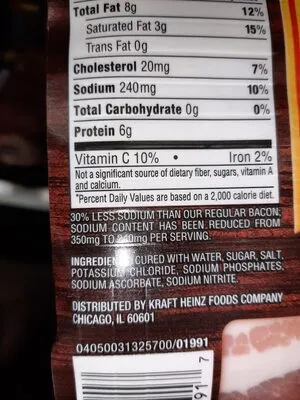 Total Fat 8g 12%
Saturated Fat 3g 15%
Trans Fat 0g
Cholesterol 20mg 7%
Sodium 240mg 10%
Total Carbohydrate 0g 0%
Protein 6g
Vitamin C 10% • Iron 2%
Not a significant source of dietary fiber, sugars, vitamin A
and calcium.
*Percent Daily Values are based on a 2,000 calorie diet.
30% LESS SODIUM THAN OUR REGULAR BACON.
SODIUM CONTENT HAS BEEN REDUCED FROM
350mg TO 240mg PER SERVING.
CURED WITH WATER, SUGAR, SALT,
POTASSIUM CHLORIDE, SODIUM PHOSPHATES,
SODIUM ASCORBATE, SODIUM NITRITE.
DISTRIBUTED BY KRAFT HEINZ FOODS COMPANY
CHICAGO, IL 60601
04050031325700/01991
91 7